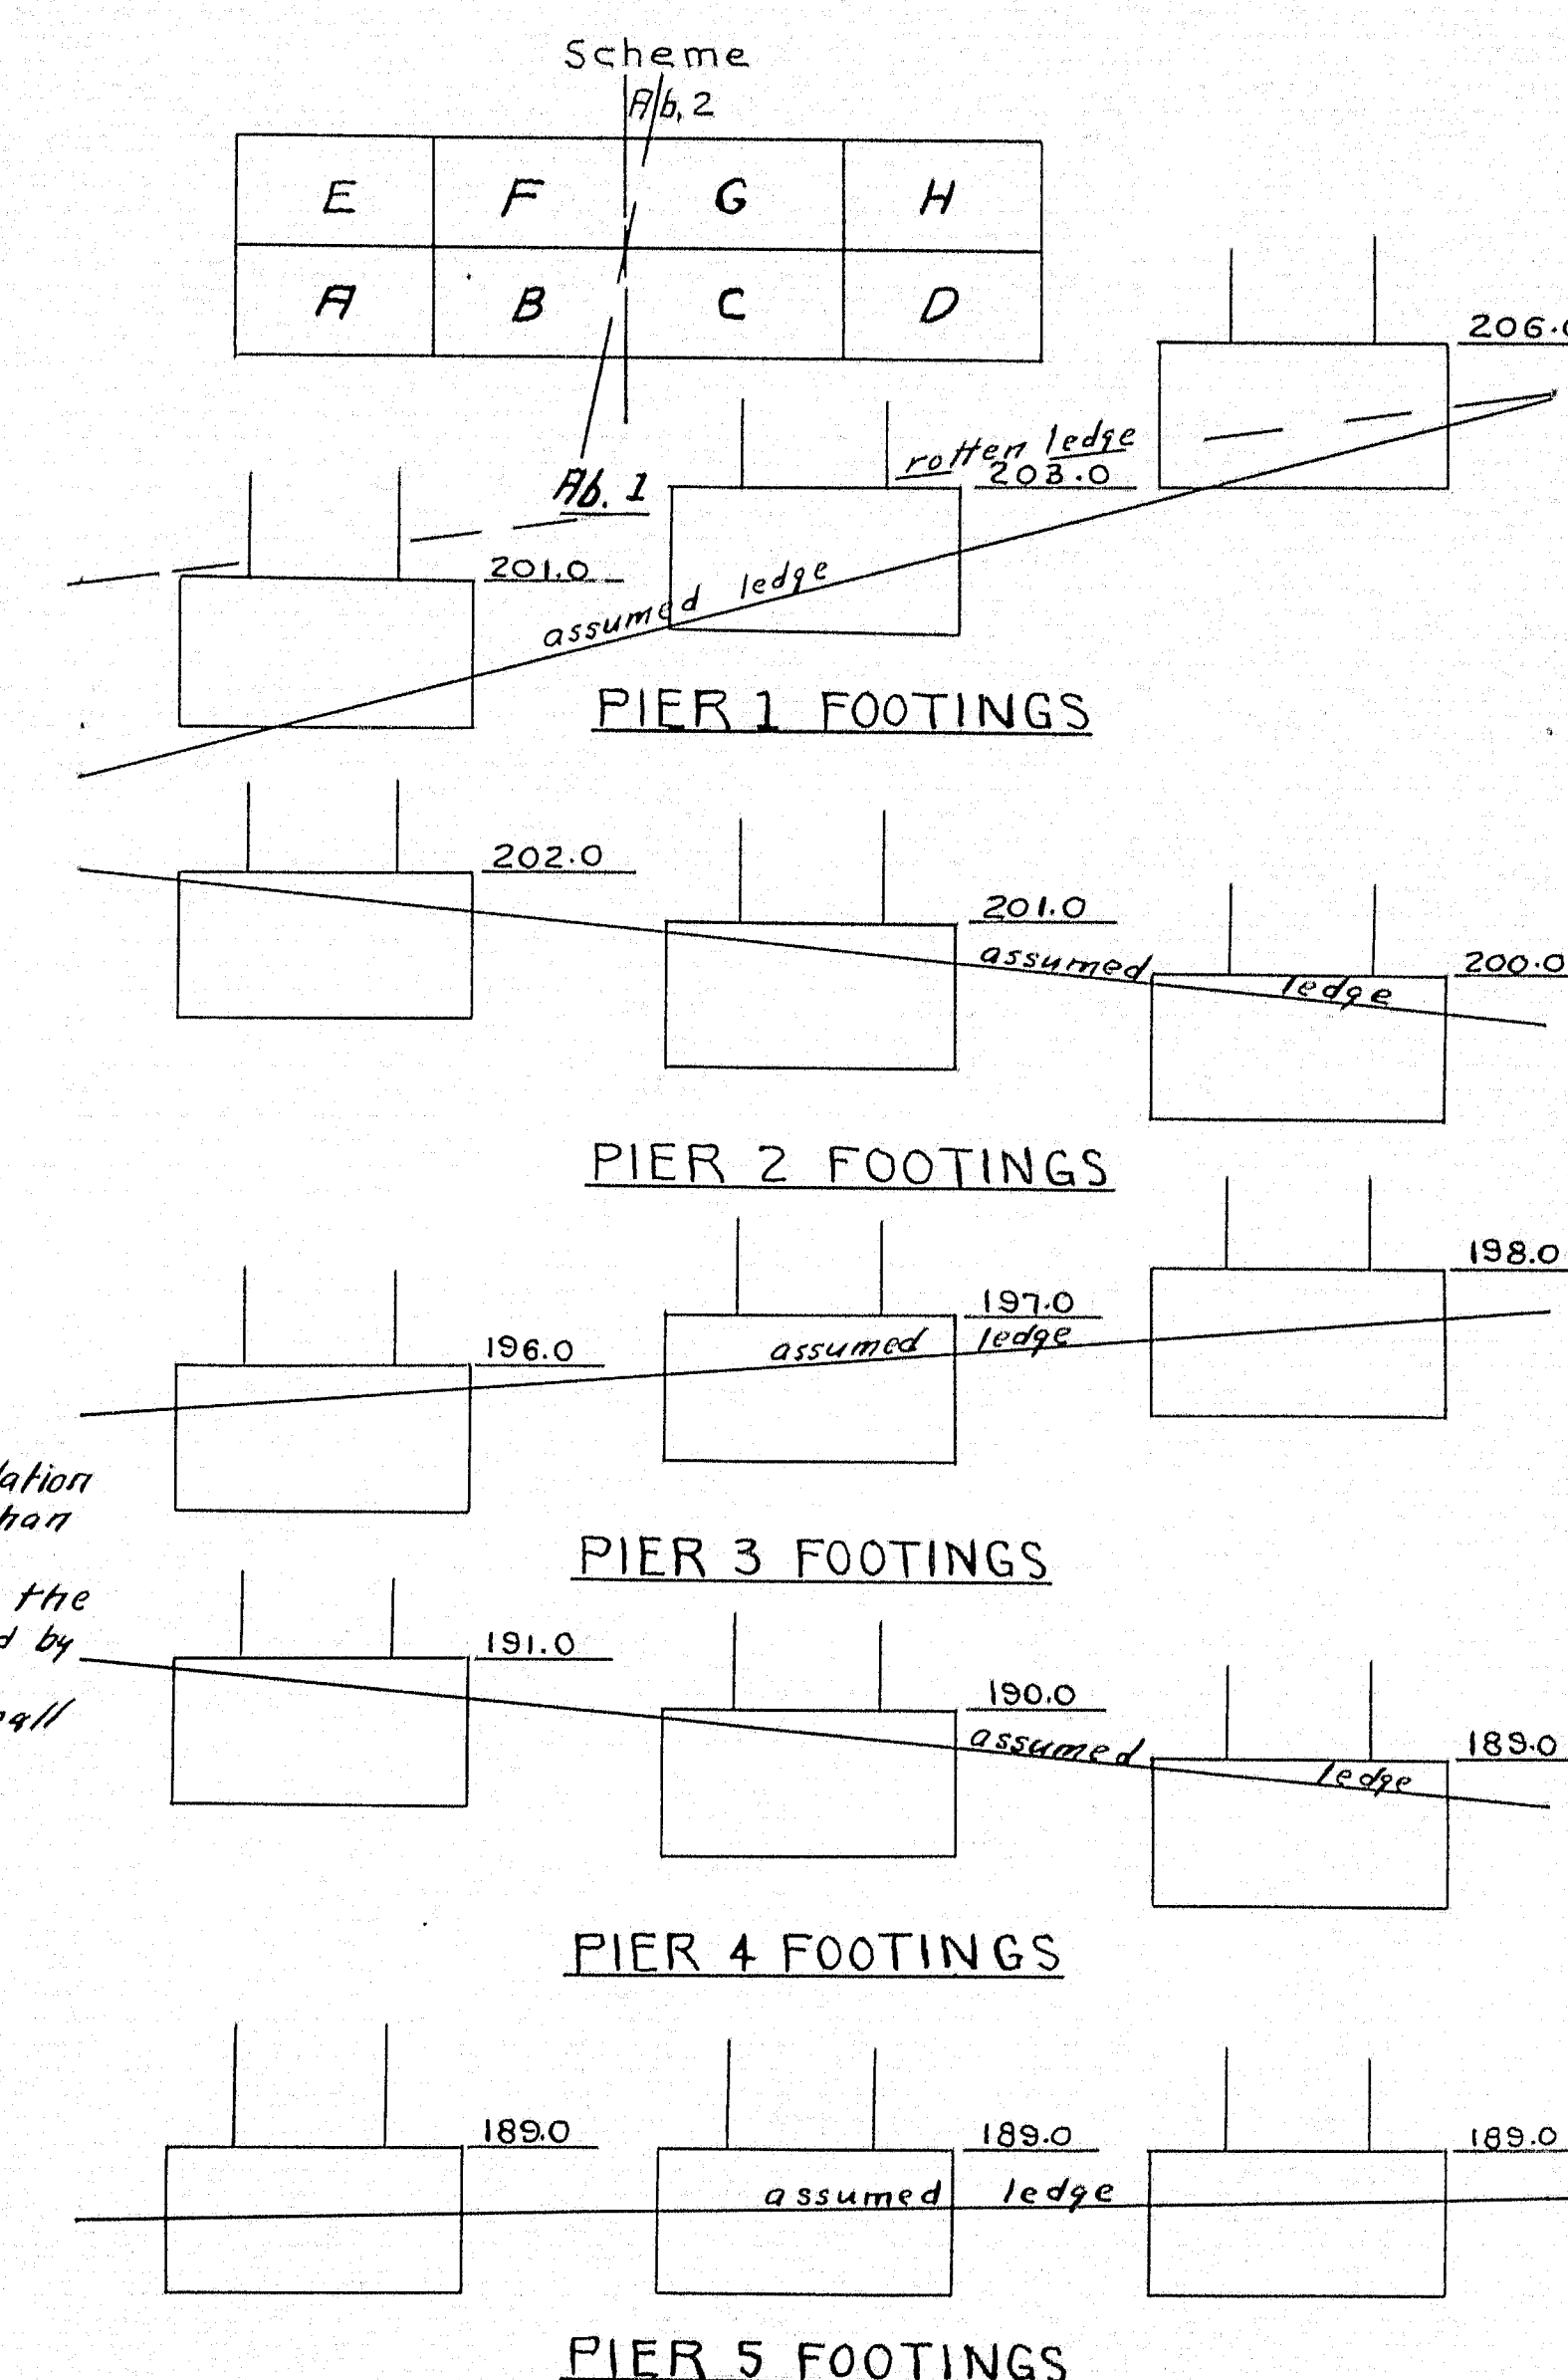 Scheme
Ab. 2
E F G H
A B C D
206.0
rotten ledge
203.0
Ab. 1
201.0
assumed ledge
PIER 1 FOOTINGS
202.0
201.0
assumed ledge
200.0
PIER 2 FOOTINGS
198.0
197.0
assumed ledge
196.0
PIER 3 FOOTINGS
the
by
191.0
190.0
assumed ledge
189.0
PIER 4 FOOTINGS
189.0 189.0 189.0
assumed ledge
PIER 5 FOOTINGS